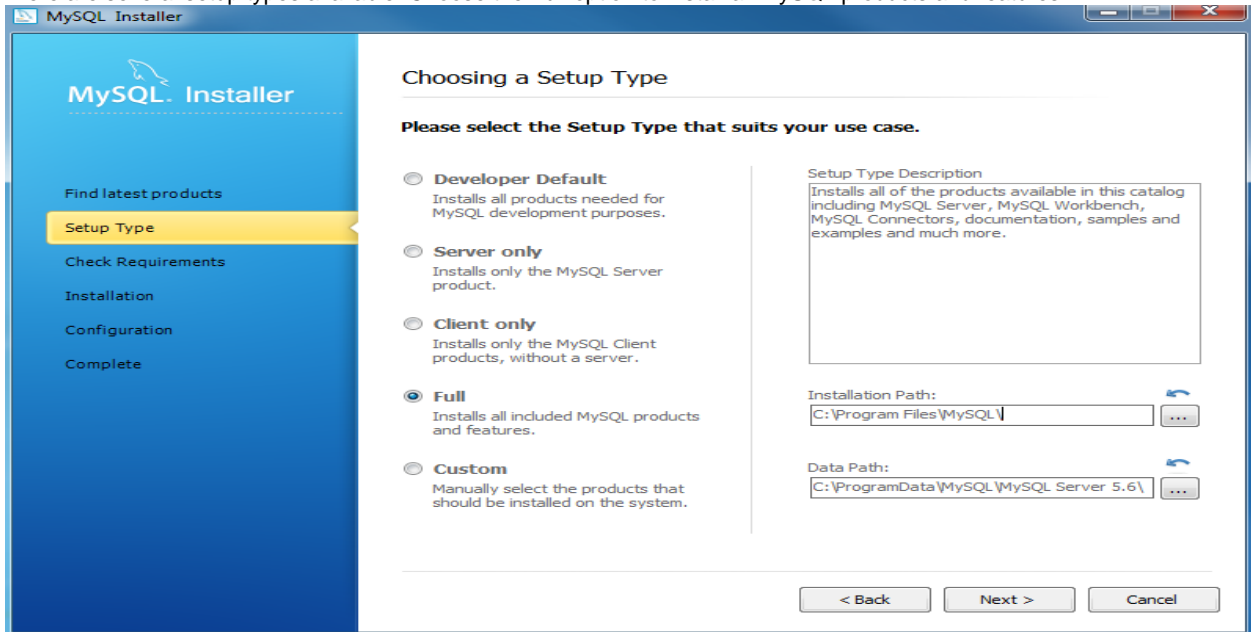 MySQL Installer
MySQL. Installer
Find latest products
Setup Type
Check Requirements
Installation
Configuration
Complete
Choosing a Setup Type
Please select the Setup Type that suits your use case.
Developer Default
Installs all products needed for
MySQL development purposes.
Server only
Installs only the MySQL Server
product.
Client only
Installs only the MySQL Client
products, without a server.
Full
Installs all included MySQL products
and features.
Custom
Manually select the products that
should be installed on the system.
Setup Type Description
Installs all of the products available in this catalog
including MySQL Server, MySQL Workbench,
MySQL Connectors, documentation, samples and
examples and much more.
Installation Path:
C:\Program Files\MySQL\
...
Data Path:
C:\ProgramData\MySQL\MySQL Server 5.6\
...
< Back
Next >
Cancel